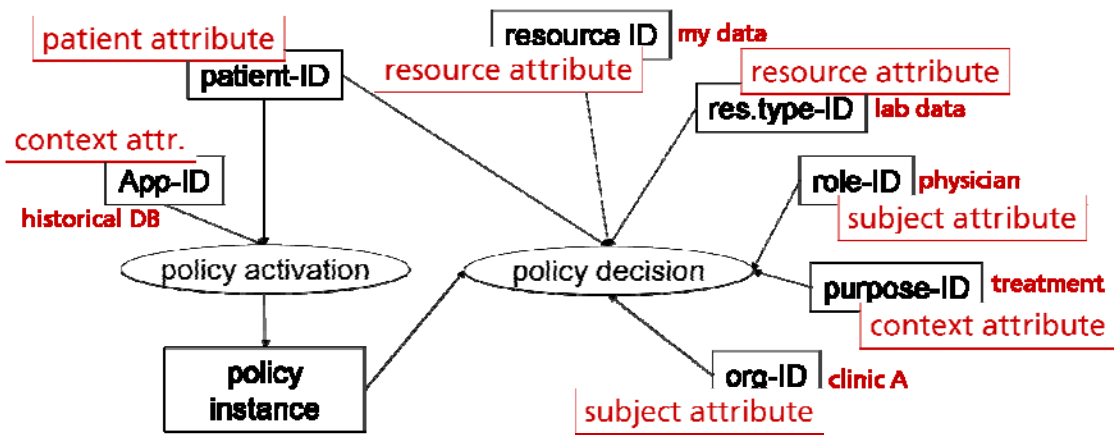 patient attribute
patient-ID
resource ID
my data
resource attribute
resource attribute
res.type-ID
lab data
context attr.
App-ID
historical DB
role-ID
physician
subject attribute
policy activation
policy decision
purpose-ID
treatment
context attribute
policy
instance
org-ID
clinic A
subject attribute